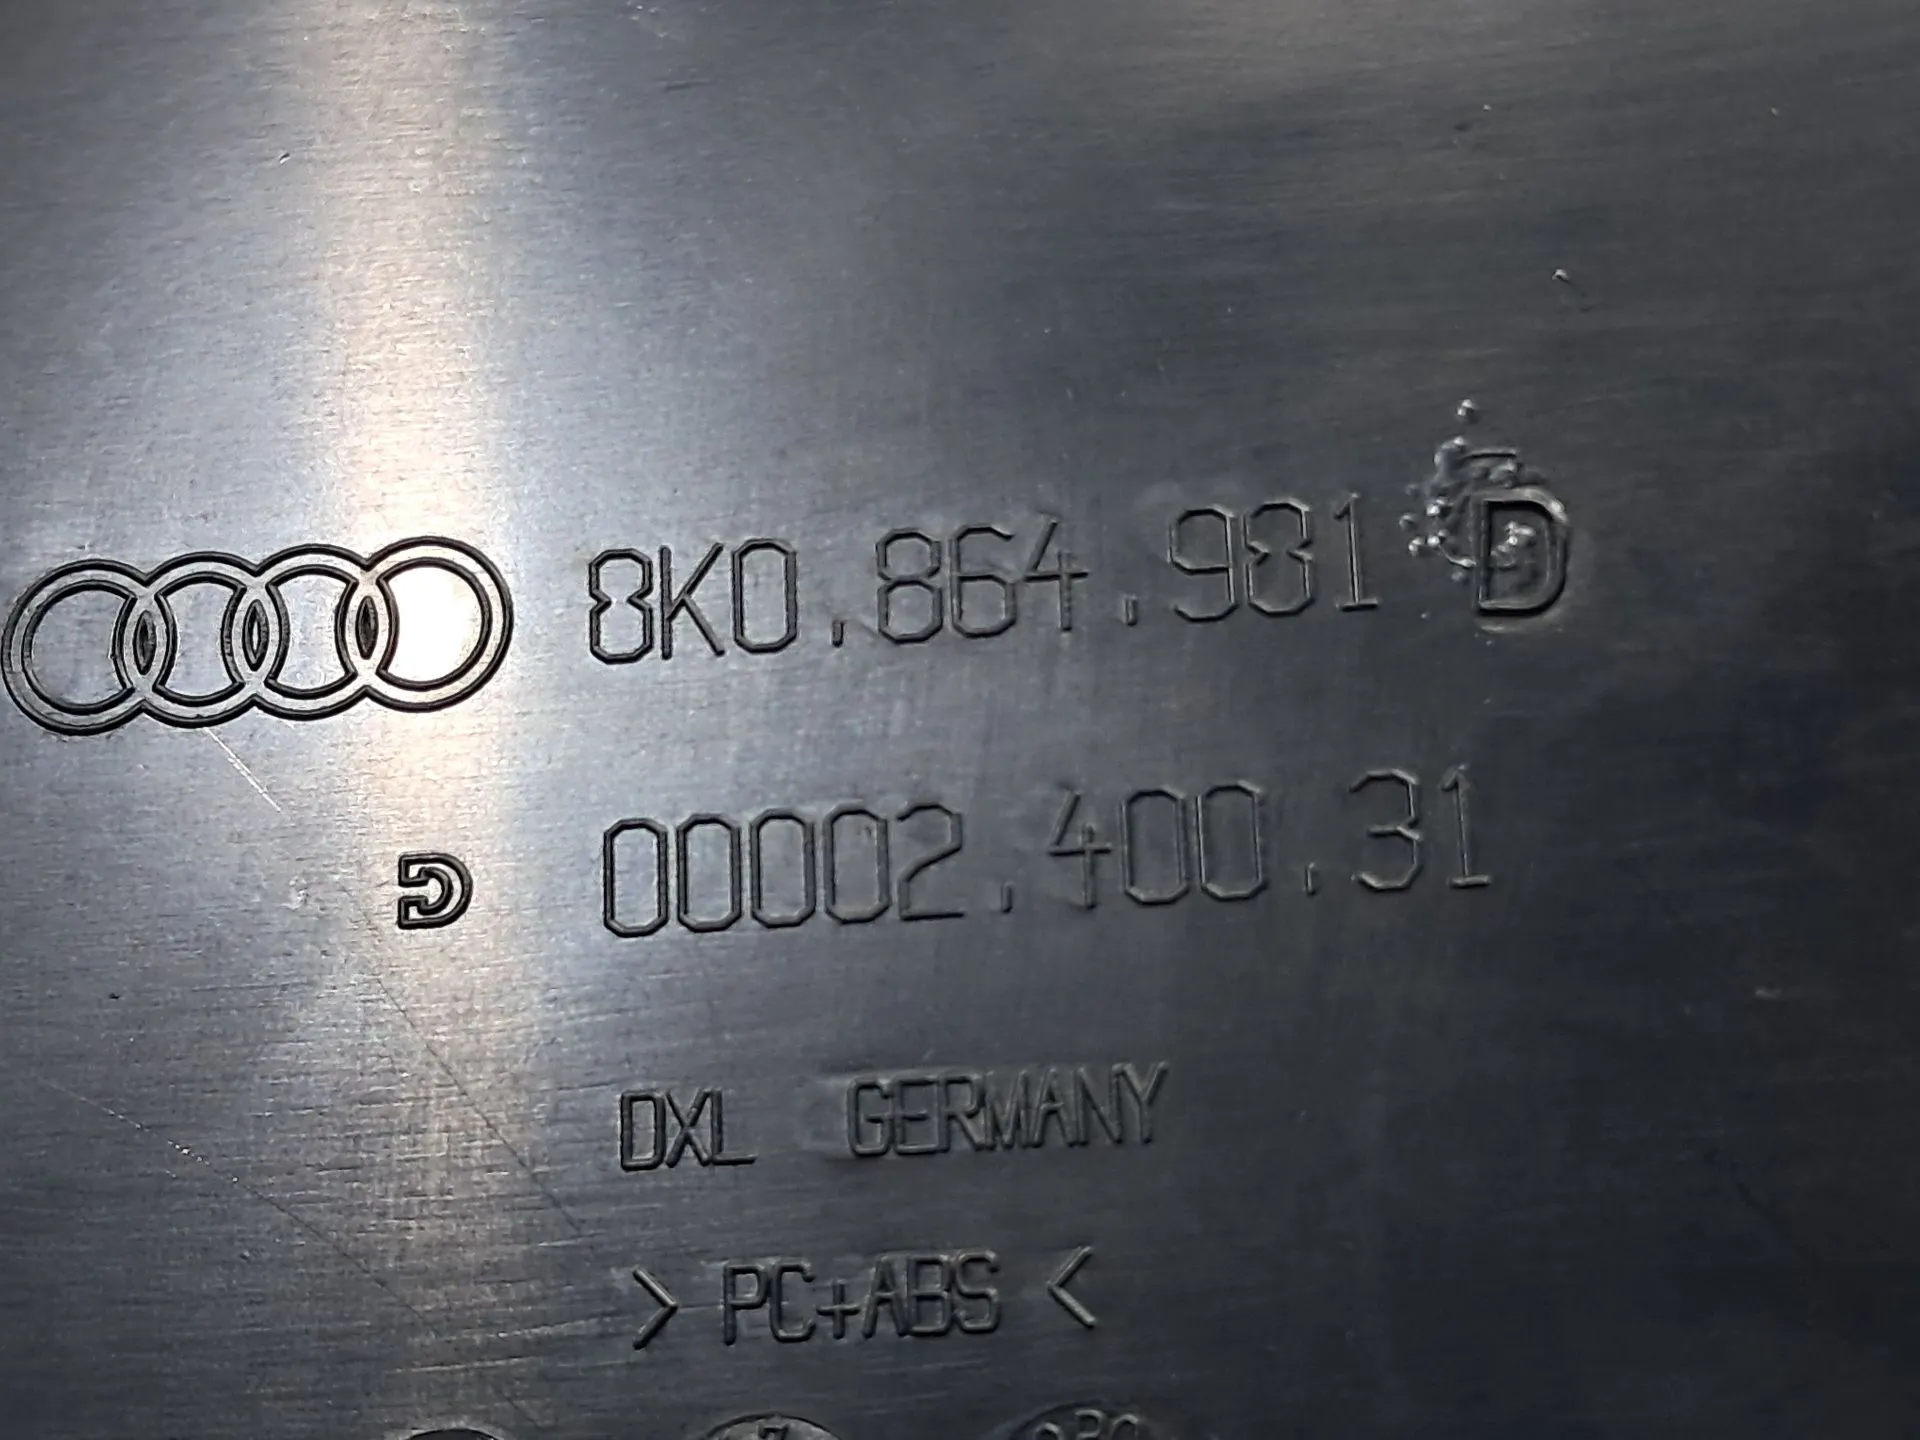 8K0.864.981 D
00002.400.31
DXL GERMANY
> PC+ABS <